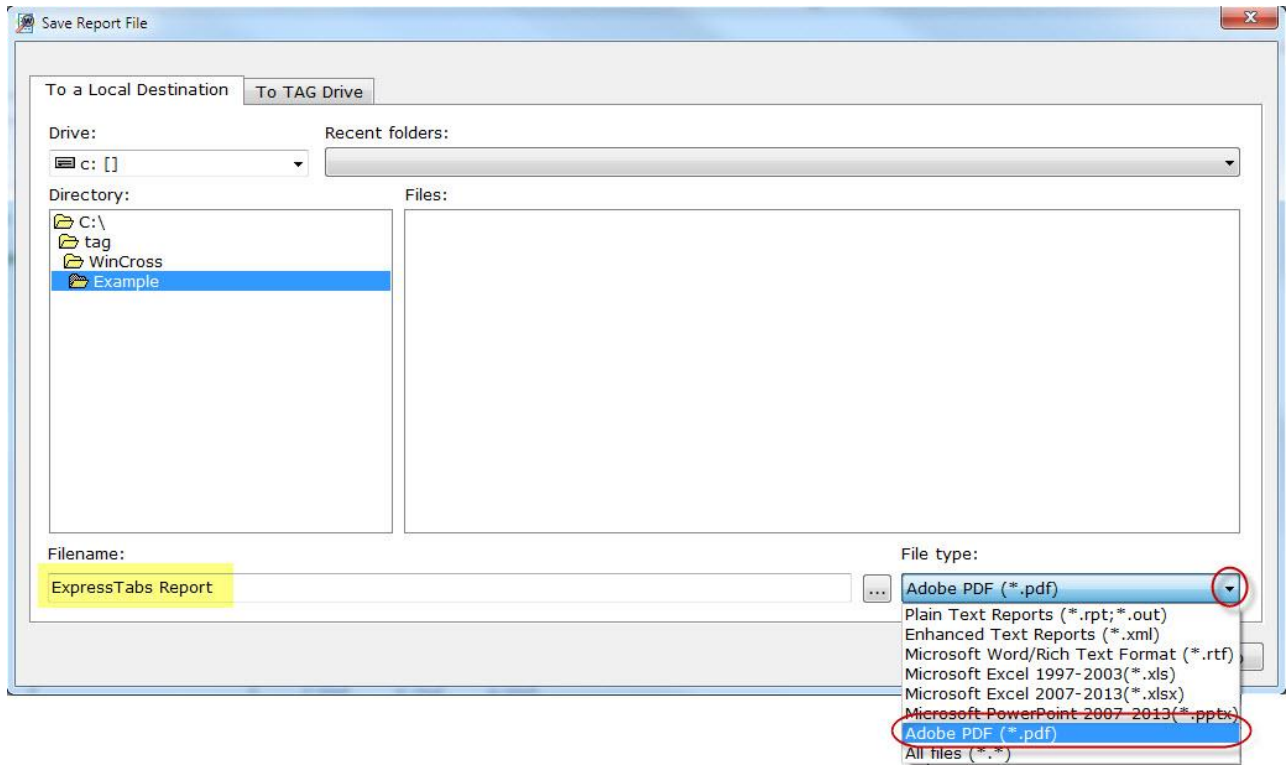 Save Report File
To a Local Destination
To TAG Drive
Drive:
Recent folders:
c: []
Directory:
Files:
C:\
tag
WinCross
Example
Filename:
File type:
ExpressTabs Report
...
Adobe PDF (*.pdf)
Plain Text Reports (*.rpt;*.out)
Enhanced Text Reports (*.xml)
Microsoft Word/Rich Text Format (*.rtf)
Microsoft Excel 1997-2003(*.xls)
Microsoft Excel 2007-2013(*.xlsx)
Microsoft PowerPoint 2007-2013(*.pptx)
Adobe PDF (*.pdf)
All files (*.*)